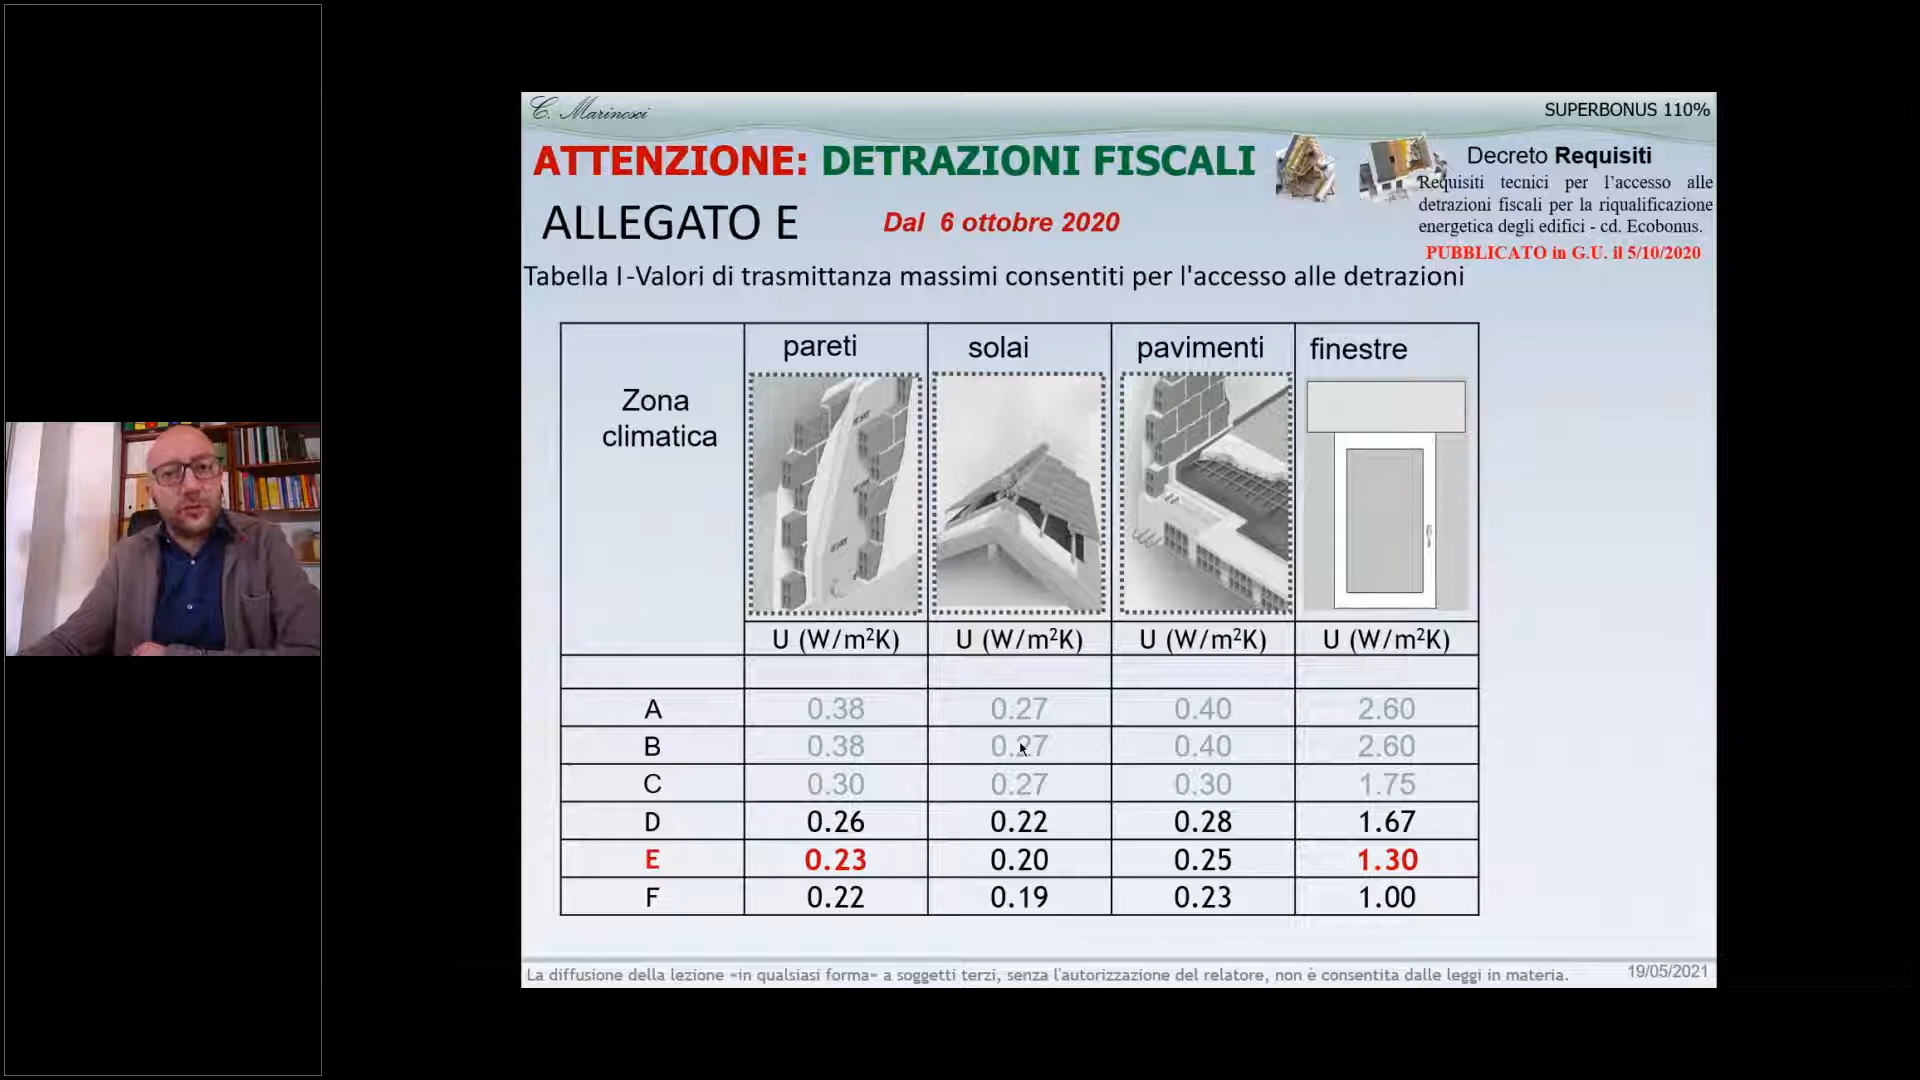 C. Marinosci
SUPERBONUS 110%
ATTENZIONE: DETRAZIONI FISCALI
Decreto Requisiti
Requisiti tecnici per l'accesso alle
detrazioni fiscali per la riqualificazione
energetica degli edifici - cd. Ecobonus.
PUBBLICATO in G.U. il 5/10/2020
ALLEGATO E
Dal 6 ottobre 2020
Tabella I-Valori di trasmittanza massimi consentiti per l'accesso alle detrazioni
Zona climatica
pareti solai pavimenti finestre
U (W/m²K) U (W/m²K) U (W/m²K) U (W/m²K)
A 0.38 0.27 0.40 2.60
B 0.38 0.27 0.40 2.60
C 0.30 0.27 0.30 1.75
D 0.26 0.22 0.28 1.67
E 0.23 0.20 0.25 1.30
F 0.22 0.19 0.23 1.00
La diffusione della lezione «in qualsiasi forma» a soggetti terzi, senza l'autorizzazione del relatore, non è consentita dalle leggi in materia.
19/05/2021